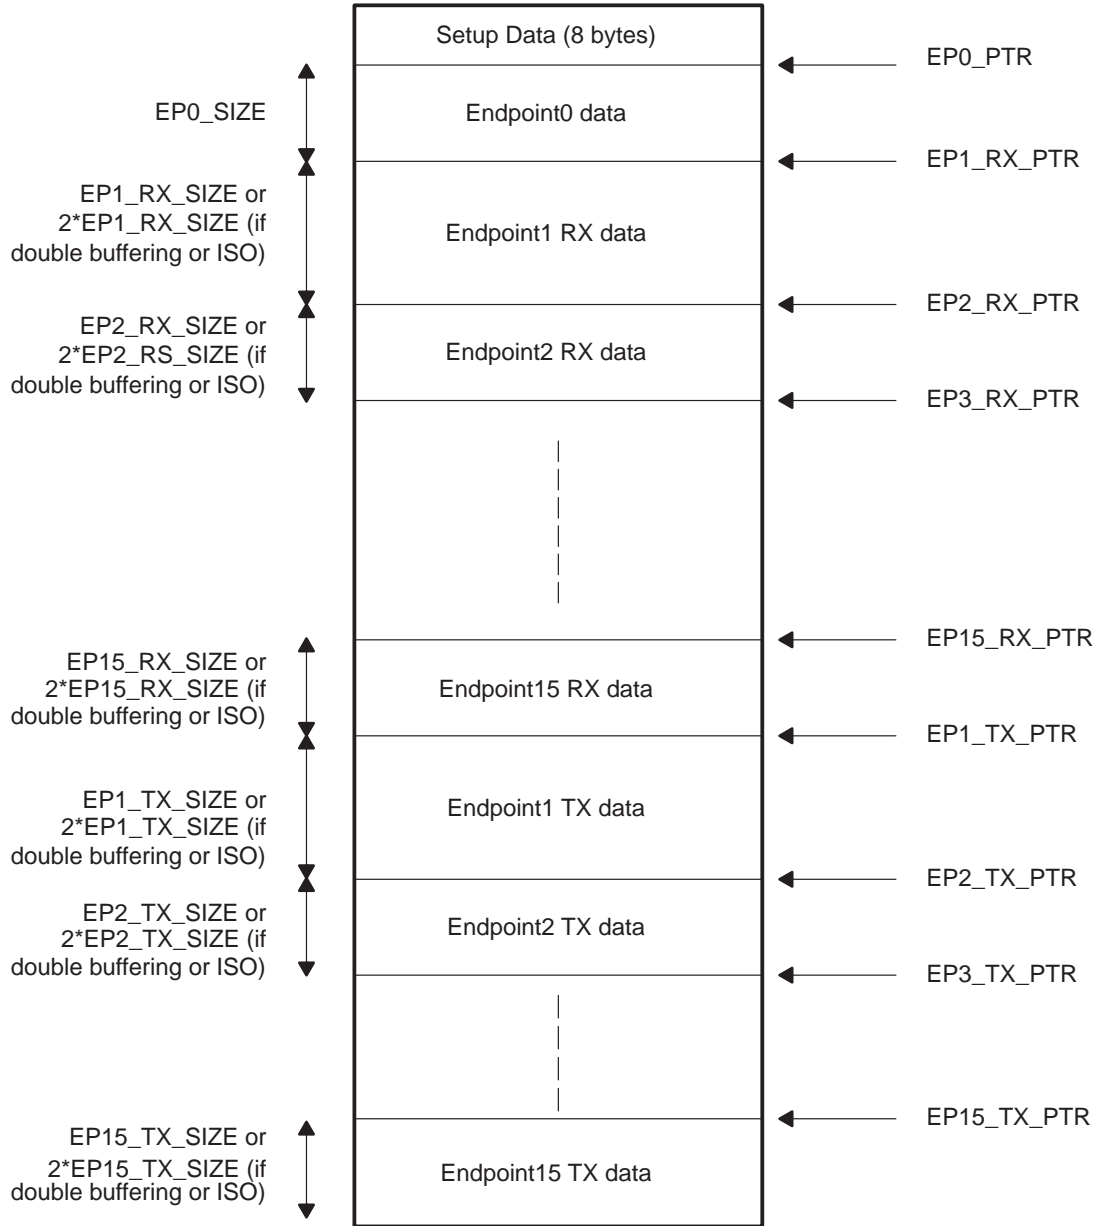 Setup Data (8 bytes)
EP0_PTR
EP0_SIZE
Endpoint0 data
EP1_RX_PTR
EP1_RX_SIZE or
2*EP1_RX_SIZE (if
double buffering or ISO)
Endpoint1 RX data
EP2_RX_PTR
EP2_RX_SIZE or
2*EP2_RS_SIZE (if
double buffering or ISO)
Endpoint2 RX data
EP3_RX_PTR
EP15_RX_PTR
EP15_RX_SIZE or
2*EP15_RX_SIZE (if
double buffering or ISO)
Endpoint15 RX data
EP1_TX_PTR
EP1_TX_SIZE or
2*EP1_TX_SIZE (if
double buffering or ISO)
Endpoint1 TX data
EP2_TX_PTR
EP2_TX_SIZE or
2*EP2_TX_SIZE (if
double buffering or ISO)
Endpoint2 TX data
EP3_TX_PTR
EP15_TX_PTR
EP15_TX_SIZE or
2*EP15_TX_SIZE (if
double buffering or ISO)
Endpoint15 TX data